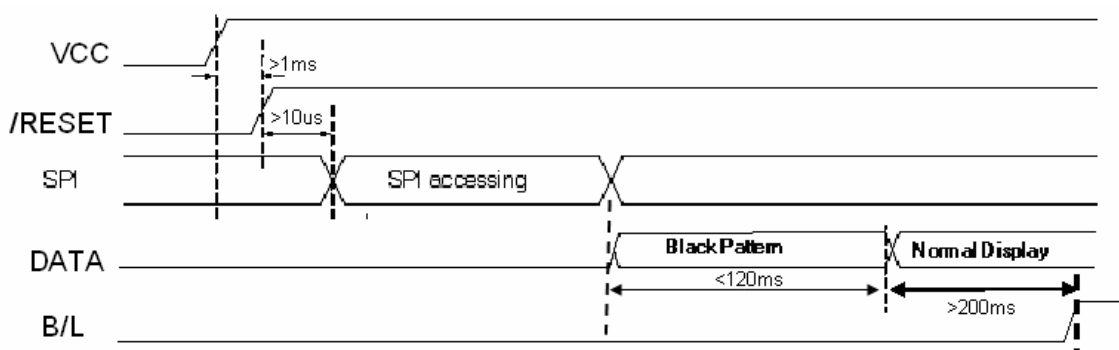 VCC
>1ms
/RESET
>10us
SPI
SPI accessing
DATA
Black Pattern
Normal Display
<120ms
>200ms
B/L